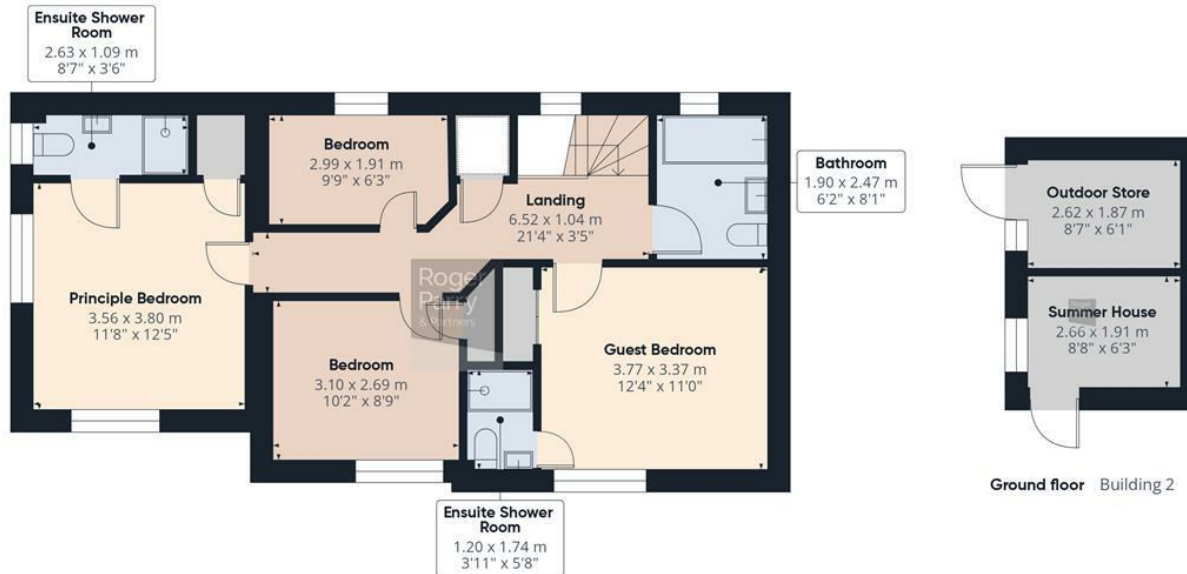 Ensuite Shower
Room
2.63 x 1.09 m
8'7" x 3'6"
Bedroom
2.99 x 1.91 m
9'9" x 6'3"
Landing
6.52 x 1.04 m
21'4" x 3'5"
Bathroom
1.90 x 2.47 m
6'2" x 8'1"
Principle Bedroom
3.56 x 3.80 m
11'8" x 12'5"
Roger
Parry
& Partners
Bedroom
3.10 x 2.69 m
10'2" x 8'9"
Guest Bedroom
3.77 x 3.37 m
12'4" x 11'0"
Ensuite Shower
Room
1.20 x 1.74 m
3'11" x 5'8"
Outdoor Store
2.62 x 1.87 m
8'7" x 6'1"
Summer House
2.66 x 1.91 m
8'8" x 6'3"
Ground floor Building 2